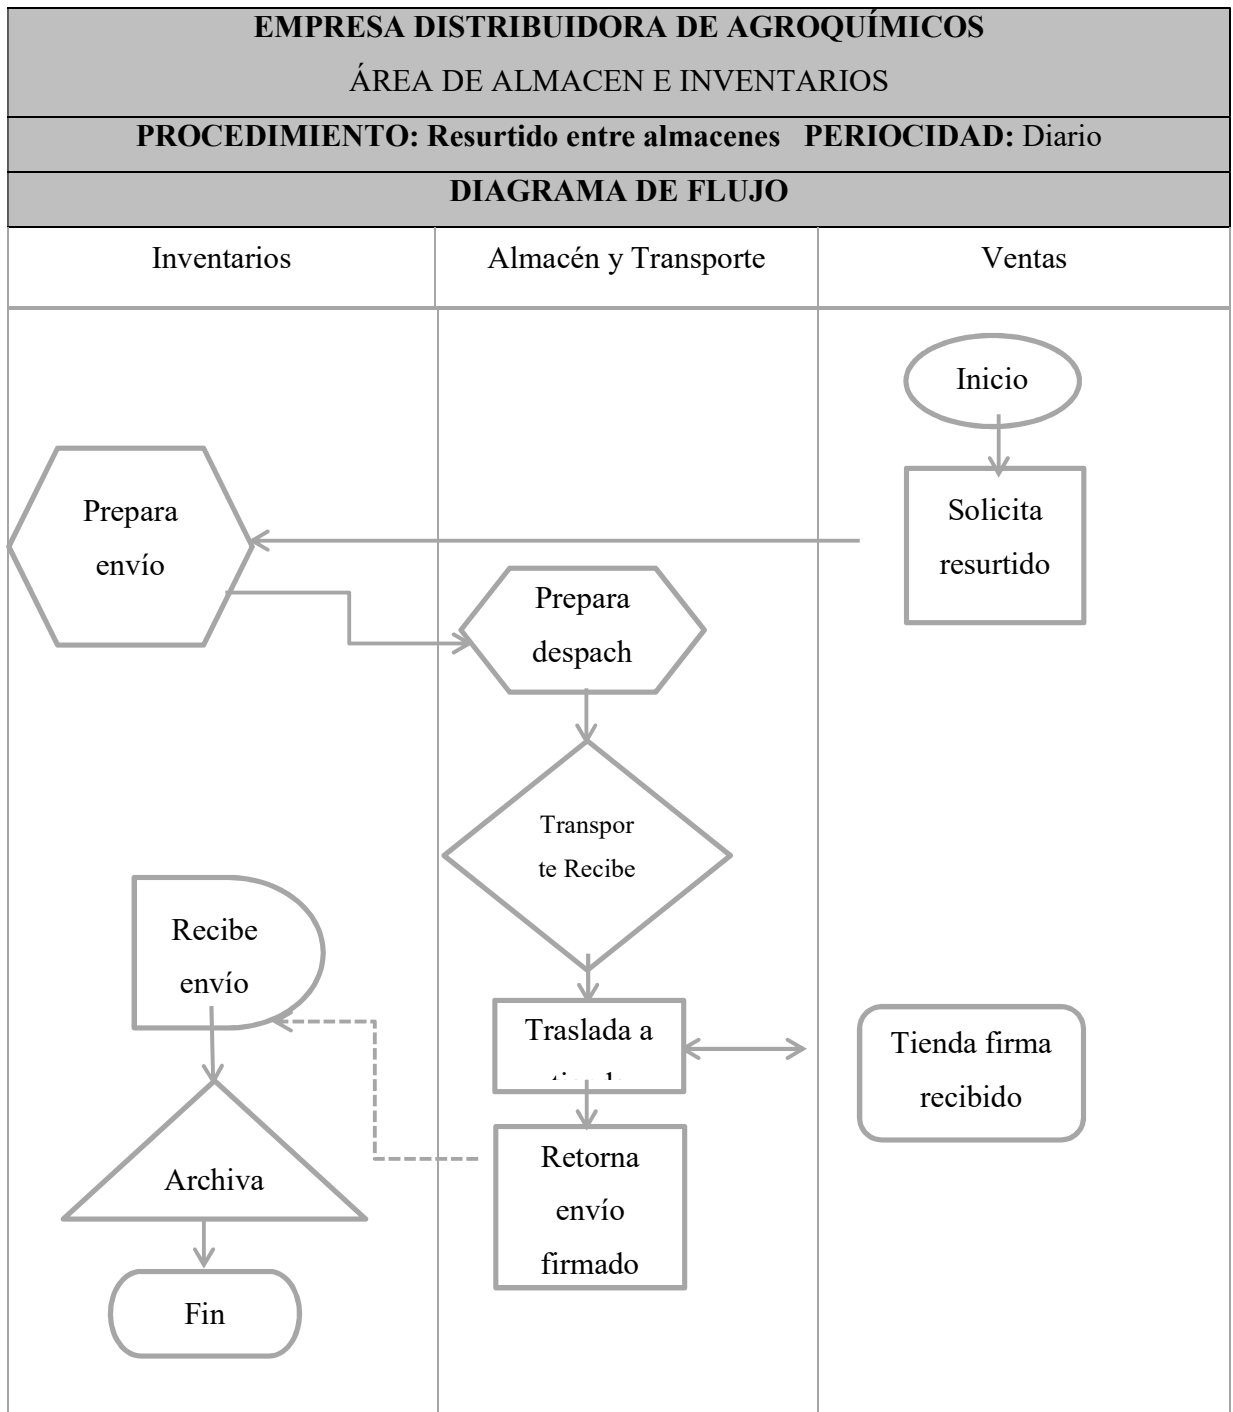 EMPRESA DISTRIBUIDORA DE AGROQUÍMICOS
ÁREA DE ALMACEN E INVENTARIOS
PROCEDIMIENTO: Resurtido entre almacenes PERIOCIDAD: Diario
DIAGRAMA DE FLUJO
Inventarios
Almacén y Transporte
Ventas
Inicio
Solicita
resurtido
Prepara
envío
Prepara
despach
Transpor
te Recibe
Traslada a
Tienda firma
recibido
Retorna
envío
firmado
Recibe
envío
Archiva
Fin